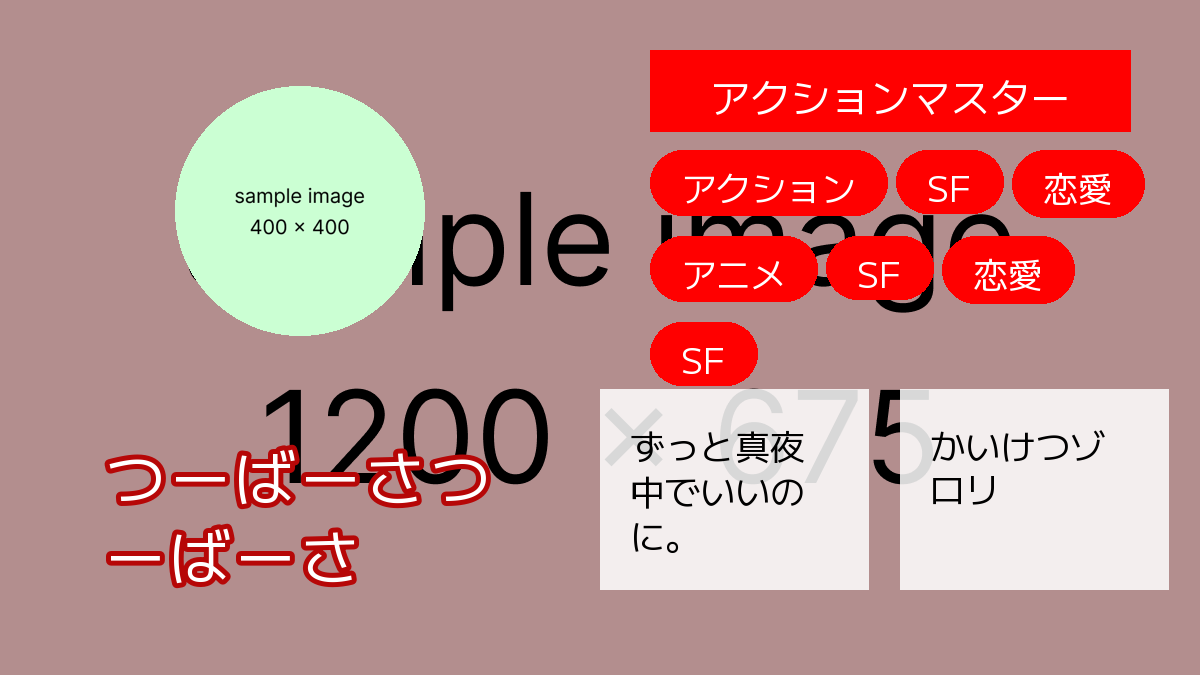 sample image
400 × 400
アクションマスター
アクション SF 恋愛
アニメ SF 恋愛
SF
ple image
1200 × 675
つーばーさつ
ーばーさ
ずっと真夜
中でいいの
に。
かいけつゾ
ロリ